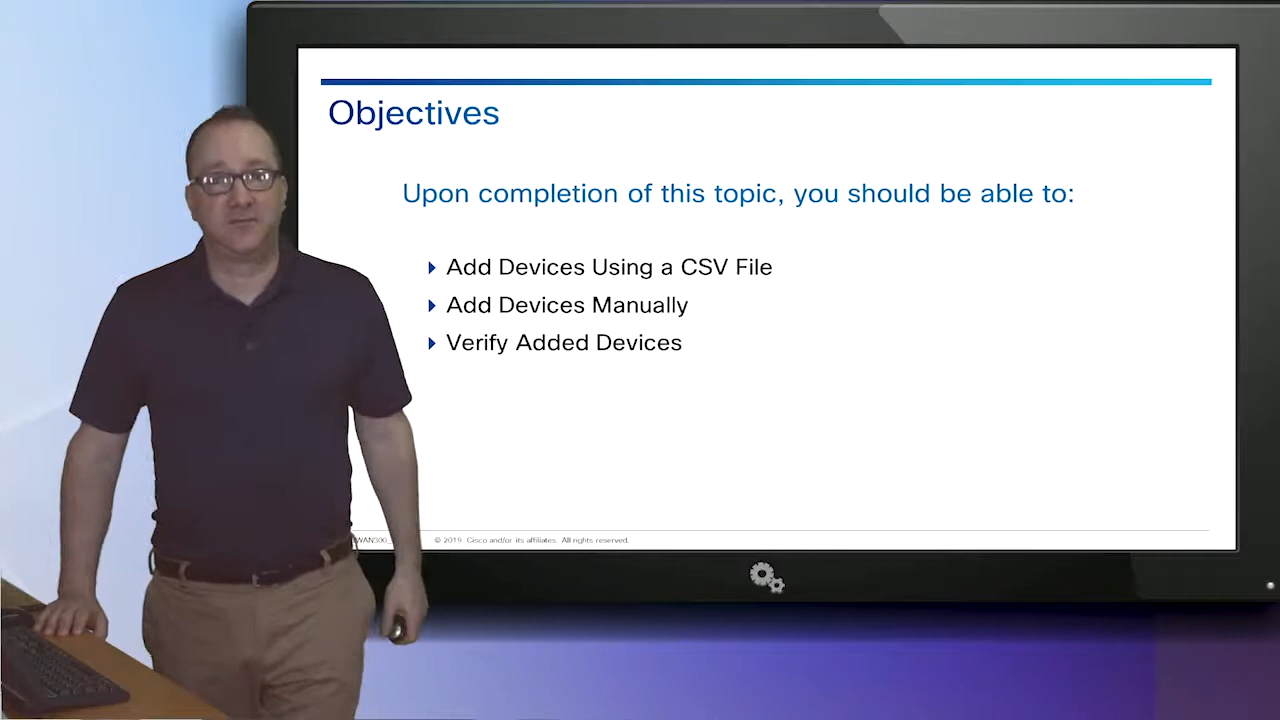 Objectives
Upon completion of this topic, you should be able to:
Add Devices Using a CSV File
Add Devices Manually
Verify Added Devices
© 2019 Cisco and/or its affiliates. All rights reserved.